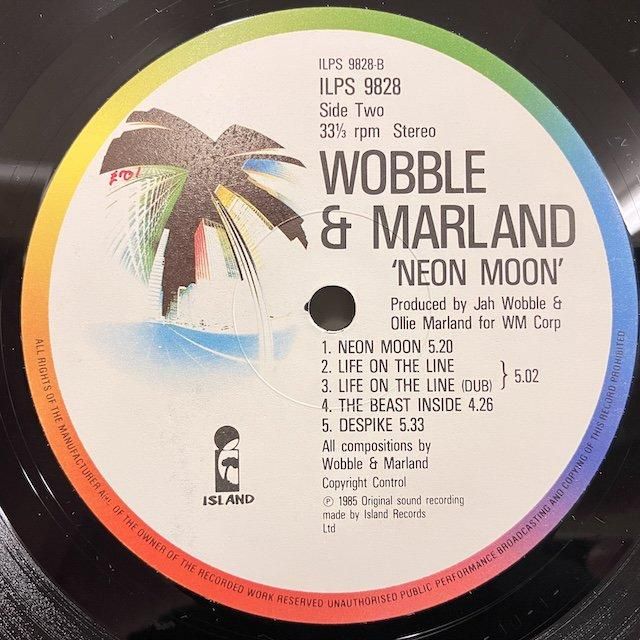 ILPS 9828-B
ILPS 9828
Side Two
33⅓ rpm Stereo
WOBBLE
& MARLAND
'NEON MOON'
Produced by Jah Wobble &
Ollie Marland for WM Corp
1. NEON MOON 5.20
2. LIFE ON THE LINE
3. LIFE ON THE LINE (DUB) } 5.02
4. THE BEAST INSIDE 4.26
5. DESPIKE 5.33
All compositions by
Wobble & Marland
Copyright Control
℗ 1985 Original sound recording
made by Island Records
Ltd
ISLAND
ALL RIGHTS OF THE MANUFACTURER AND OF THE OWNER OF THE RECORDED WORK RESERVED UNAUTHORISED PUBLIC PERFORMANCE BROADCASTING AND COPYING OF THIS RECORD PROHIBITED